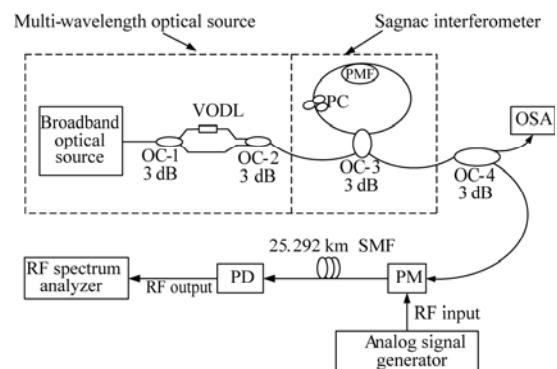 Multi-wavelength optical source
Sagnac interferometer
PMF
PC
VODL
Broadband
optical
source
OC-1
3 dB
OC-2
3 dB
OC-3
3 dB
OC-4
3 dB
OSA
25.292 km SMF
RF spectrum
analyzer
RF output
PD
PM
RF input
Analog signal
generator